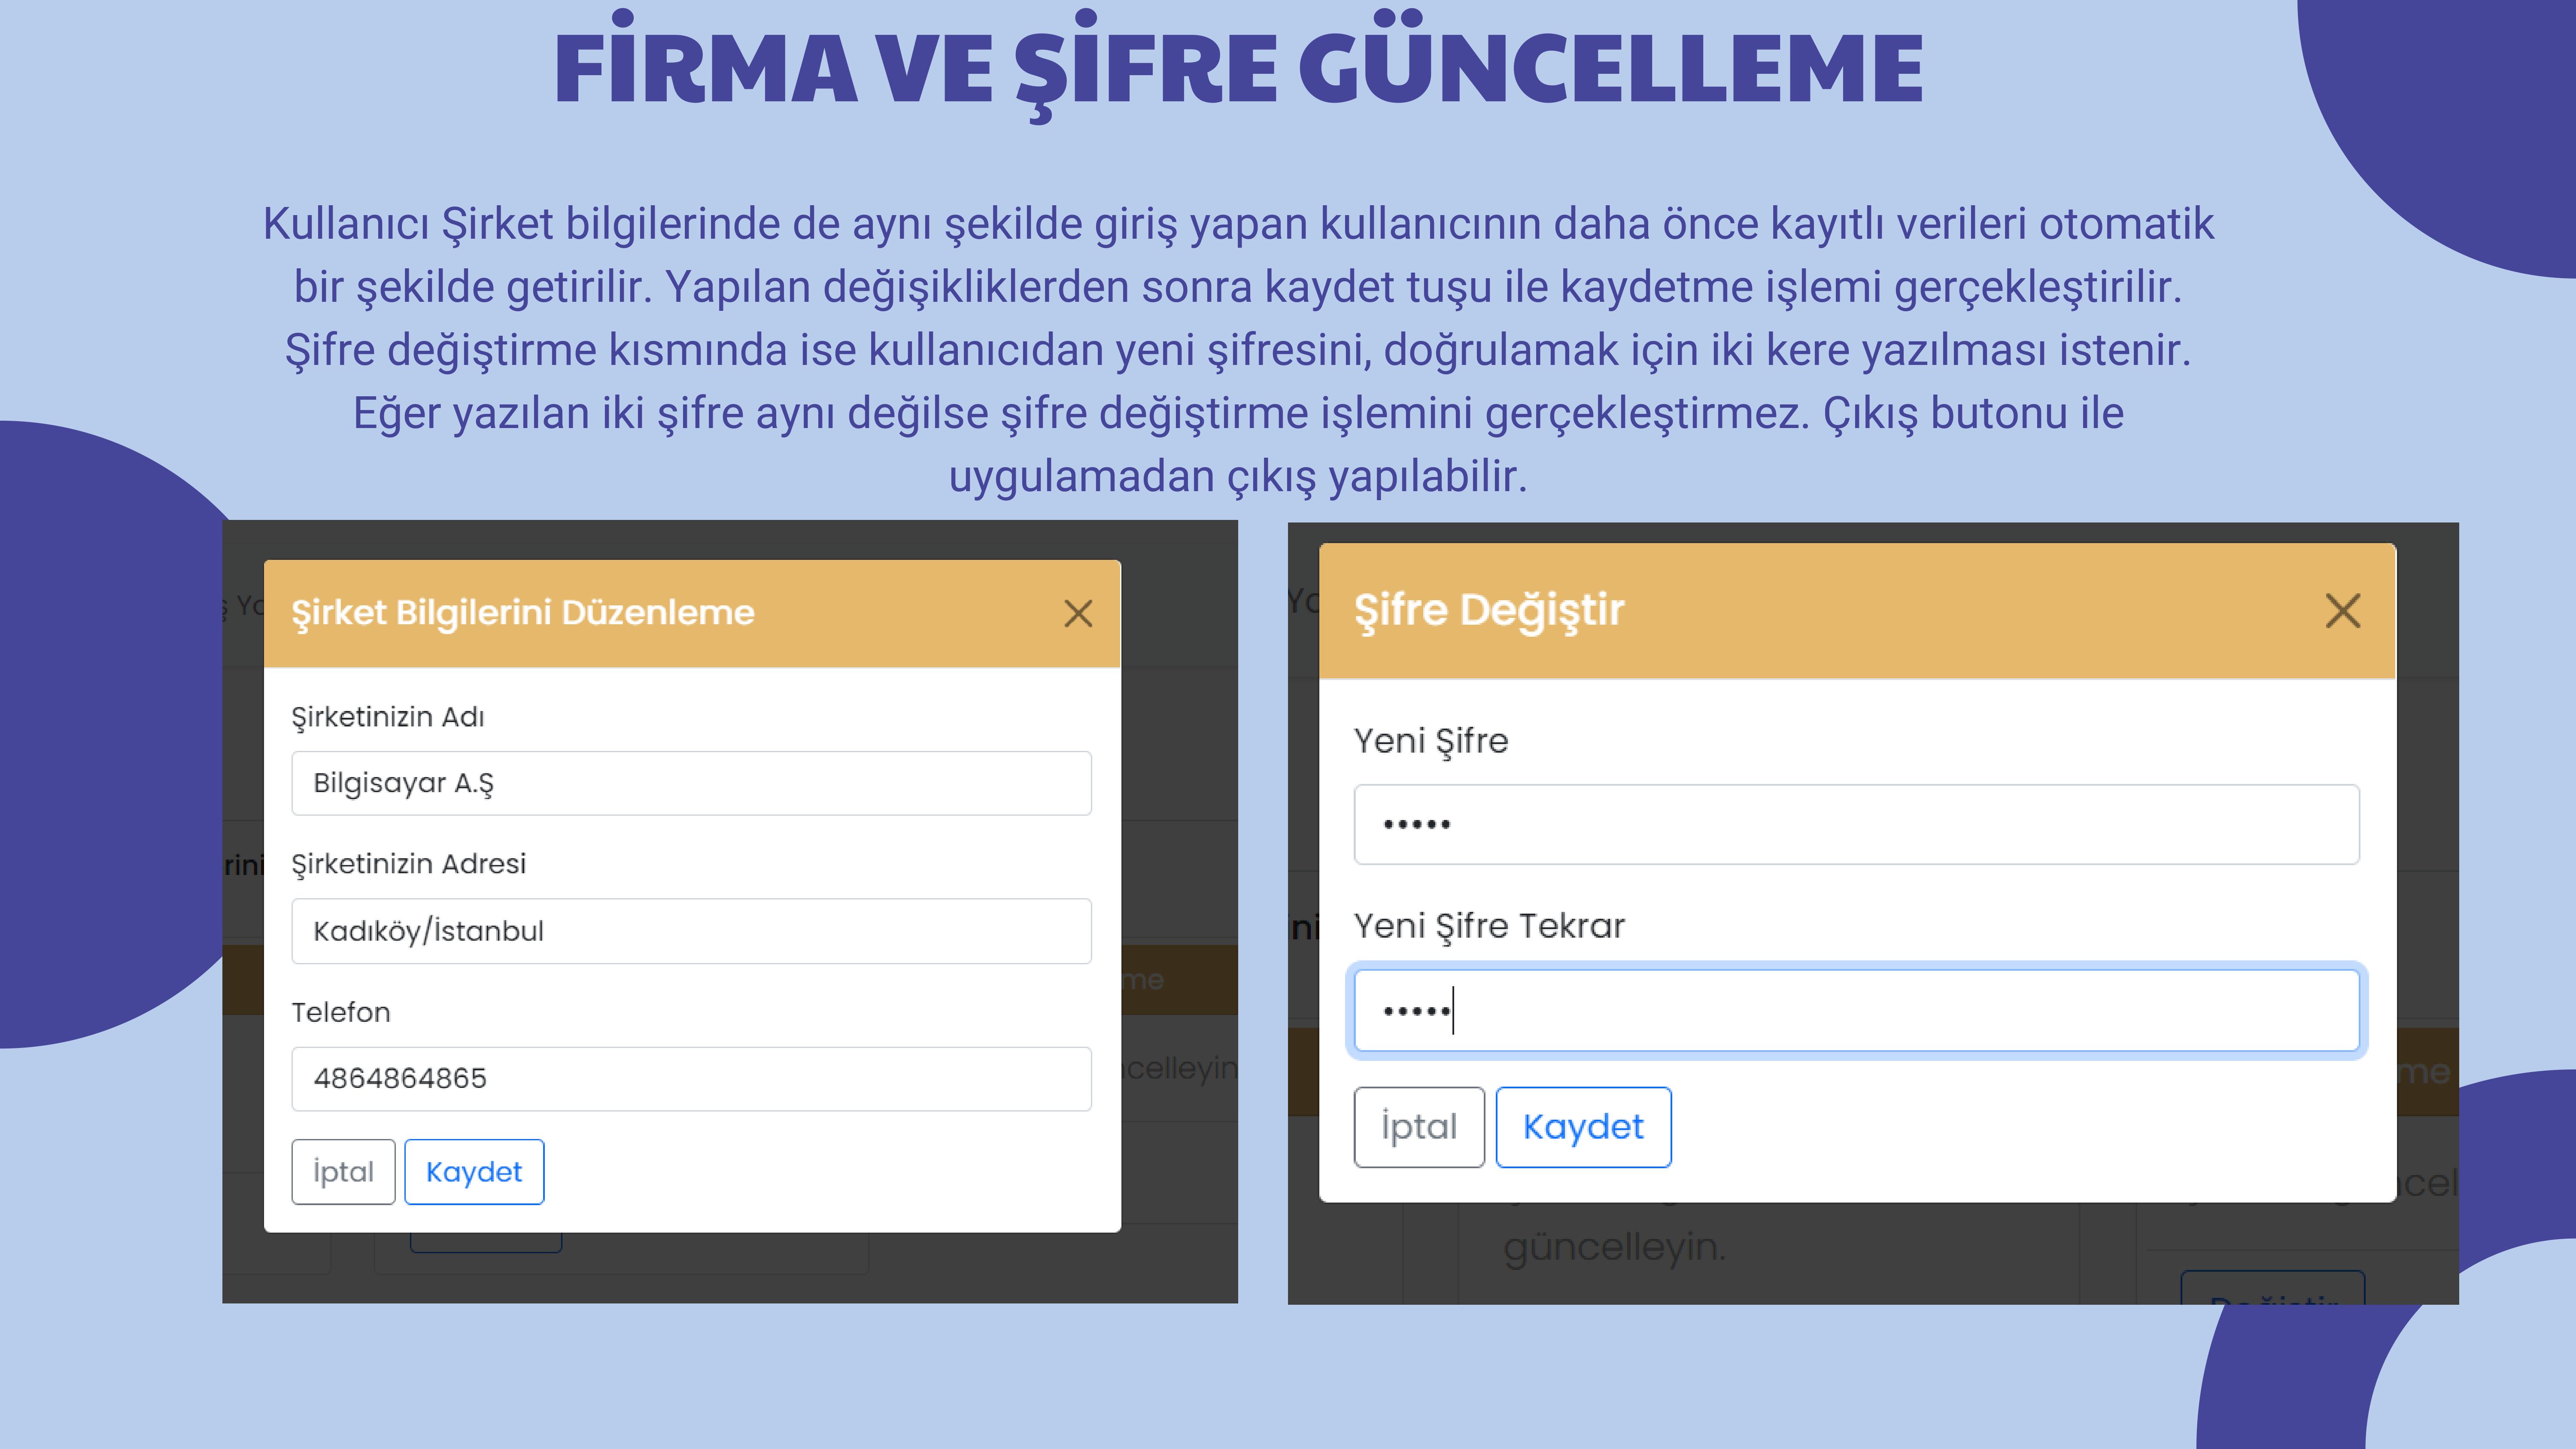 FİRMA VE ŞİFRE GÜNCELLEME
Kullanıcı Şirket bilgilerinde de aynı şekilde giriş yapan kullanıcının daha önce kayıtlı verileri otomatik
bir şekilde getirilir. Yapılan değişikliklerden sonra kaydet tuşu ile kaydetme işlemi gerçekleştirilir.
Şifre değiştirme kısmında ise kullanıcıdan yeni şifresini, doğrulamak için iki kere yazılması istenir.
Eğer yazılan iki şifre aynı değilse şifre değiştirme işlemini gerçekleştirmez. Çıkış butonu ile
uygulamadan çıkış yapılabilir.
Şirket Bilgilerini Düzenleme
Şirketinizin Adı
Bilgisayar A.Ş
Şirketinizin Adresi
Kadıköy/İstanbul
Telefon
4864864865
İptal Kaydet
Şifre Değiştir
Yeni Şifre
•••••
Yeni Şifre Tekrar
•••••
İptal Kaydet
güncelleyin.